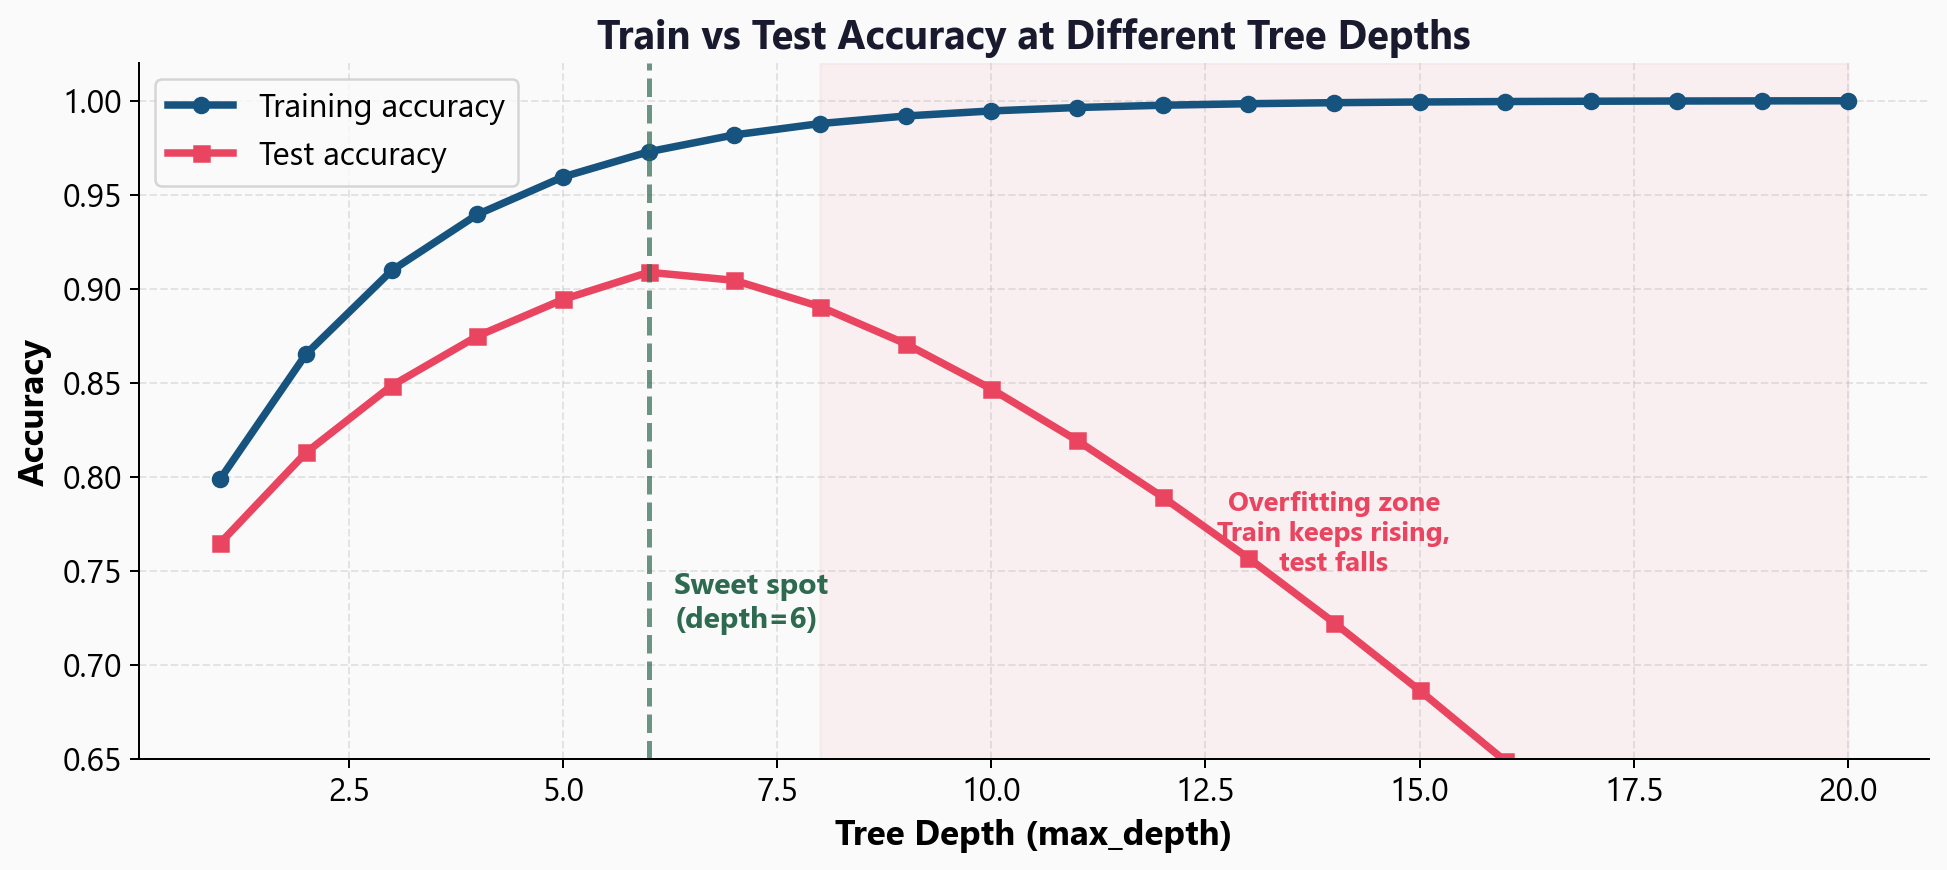 Train vs Test Accuracy at Different Tree Depths
Training accuracy
Test accuracy
Accuracy
1.00
0.95
0.90
0.85
0.80
0.75
0.70
0.65
Sweet spot
(depth=6)
Overfitting zone
Train keeps rising,
test falls
2.5 5.0 7.5 10.0 12.5 15.0 17.5 20.0
Tree Depth (max_depth)